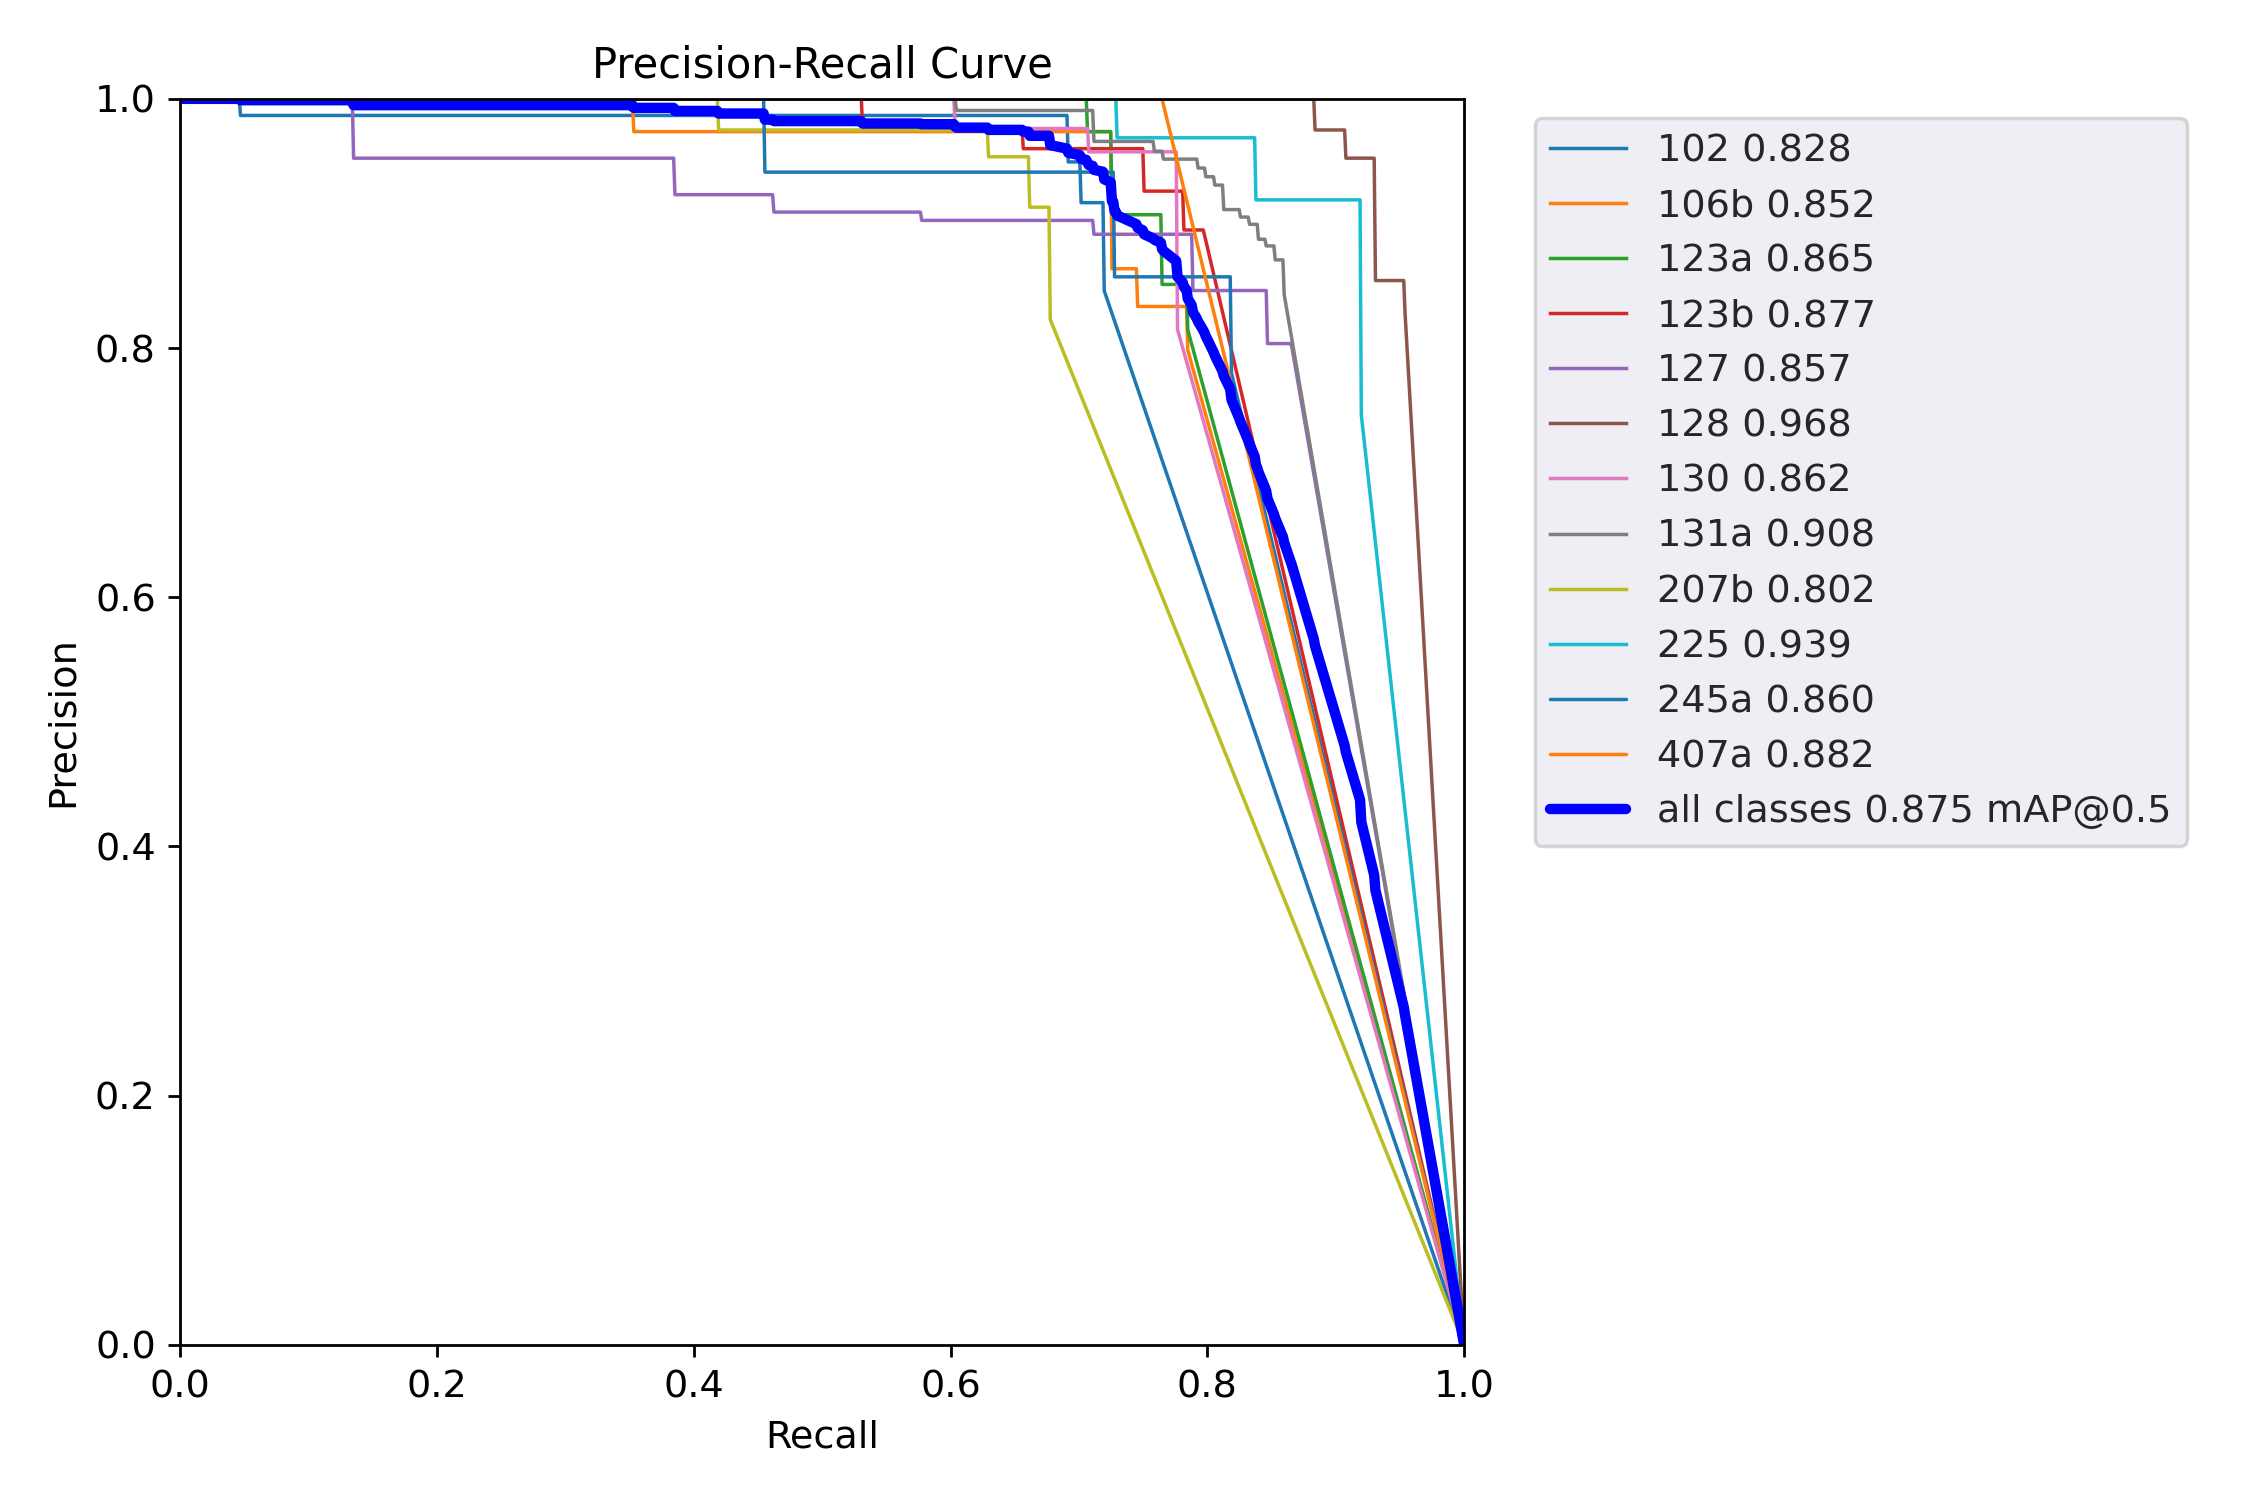 Precision-Recall Curve
1.0
0.8
0.6
0.4
0.2
0.0
Precision
0.0 0.2 0.4 0.6 0.8 1.0
Recall
102 0.828
106b 0.852
123a 0.865
123b 0.877
127 0.857
128 0.968
130 0.862
131a 0.908
207b 0.802
225 0.939
245a 0.860
407a 0.882
all classes 0.875 mAP@0.5